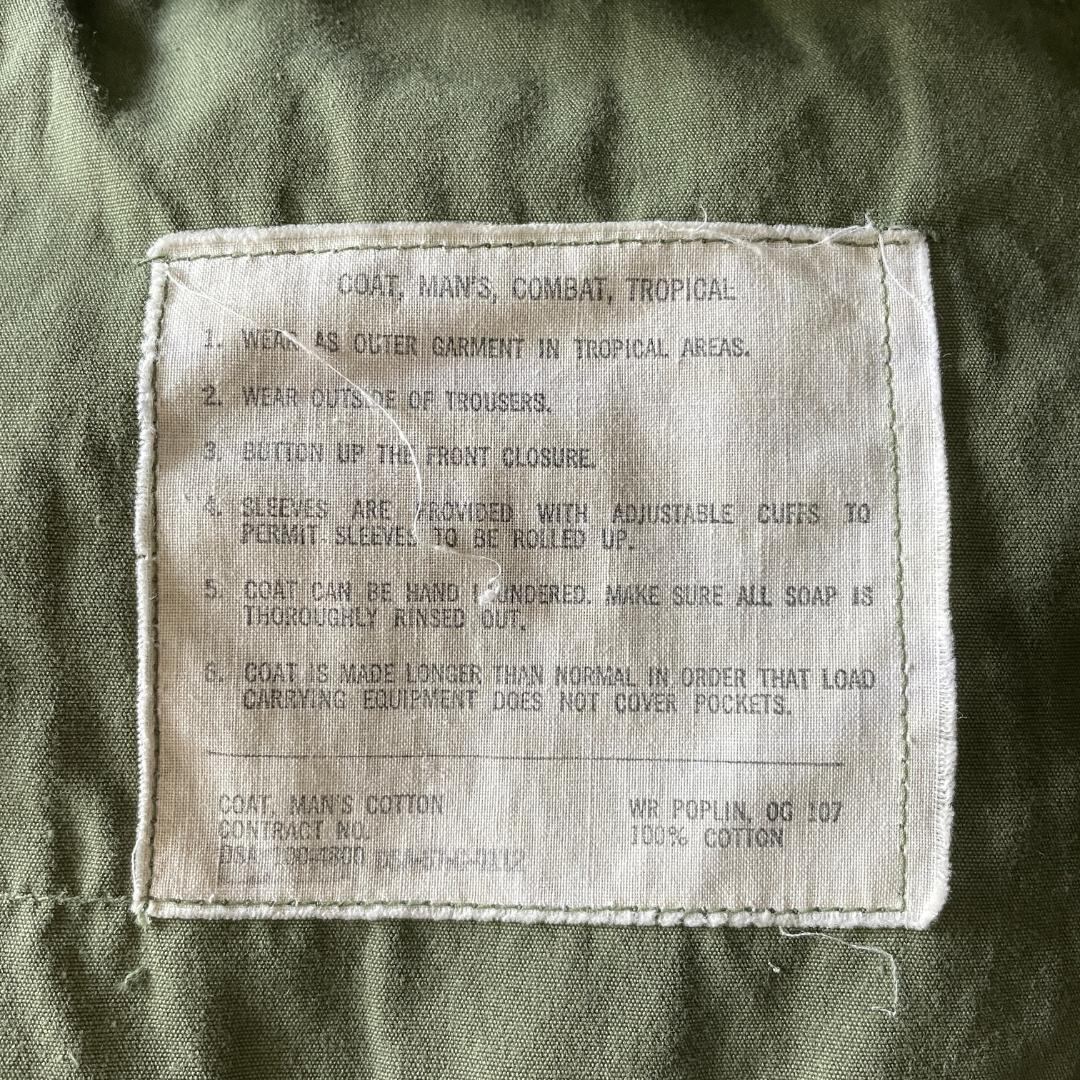 COAT, MAN'S, COMBAT, TROPICAL
1. WEAR AS OUTER GARMENT IN TROPICAL AREAS.
2. WEAR OUTSIDE OF TROUSERS.
3. BUTTON UP THE FRONT CLOSURE.
4. SLEEVES ARE PROVIDED WITH ADJUSTABLE CUFFS TO
PERMIT SLEEVES TO BE ROLLED UP.
5. COAT CAN BE HAND LAUNDERED. MAKE SURE ALL SOAP IS
THOROUGHLY RINSED OUT.
6. COAT IS MADE LONGER THAN NORMAL IN ORDER THAT LOAD
CARRYING EQUIPMENT DOES NOT COVER POCKETS.
COAT, MAN'S COTTON
WR POPLIN, OG 107
CONTRACT NO.
100% COTTON